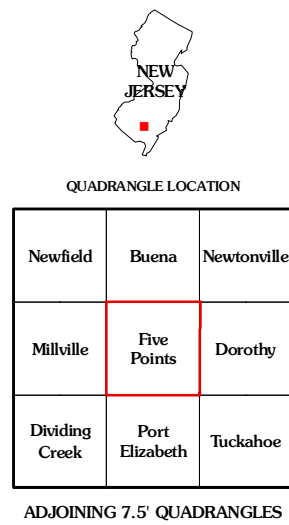 NEW
JERSEY
QUADRANGLE LOCATION
Newfield
Buena
Newtonville
Millville
Five
Points
Dorothy
Dividing
Creek
Port
Elizabeth
Tuckahoe
ADJOINING 7.5' QUADRANGLES